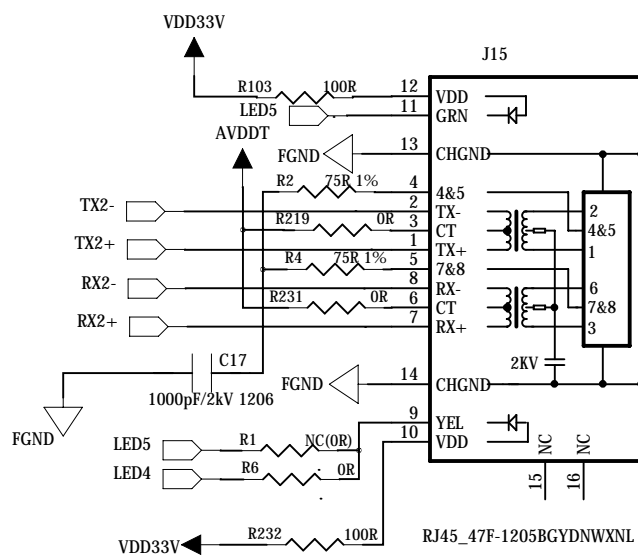 VDD33V
J15
R103
100R
12
VDD
LED5
11
GRN
AVDDT
FGND
13
CHGND
R2
75R 1%
4
4&5
TX2-
2
TX-
2
R219
0R
3
CT
4&5
TX2+
1
TX+
1
R4
75R 1%
5
7&8
RX2-
8
RX-
6
R231
0R
6
CT
7&8
RX2+
7
RX+
3
C17
2KV
1000pF/2kV 1206
FGND
14
CHGND
FGND
9
YEL
LED5
R1
NC(0R)
10
VDD
LED4
R6
0R
NC
NC
15
16
VDD33V
R232
100R
RJ45_47F-1205BGYDNWXNL